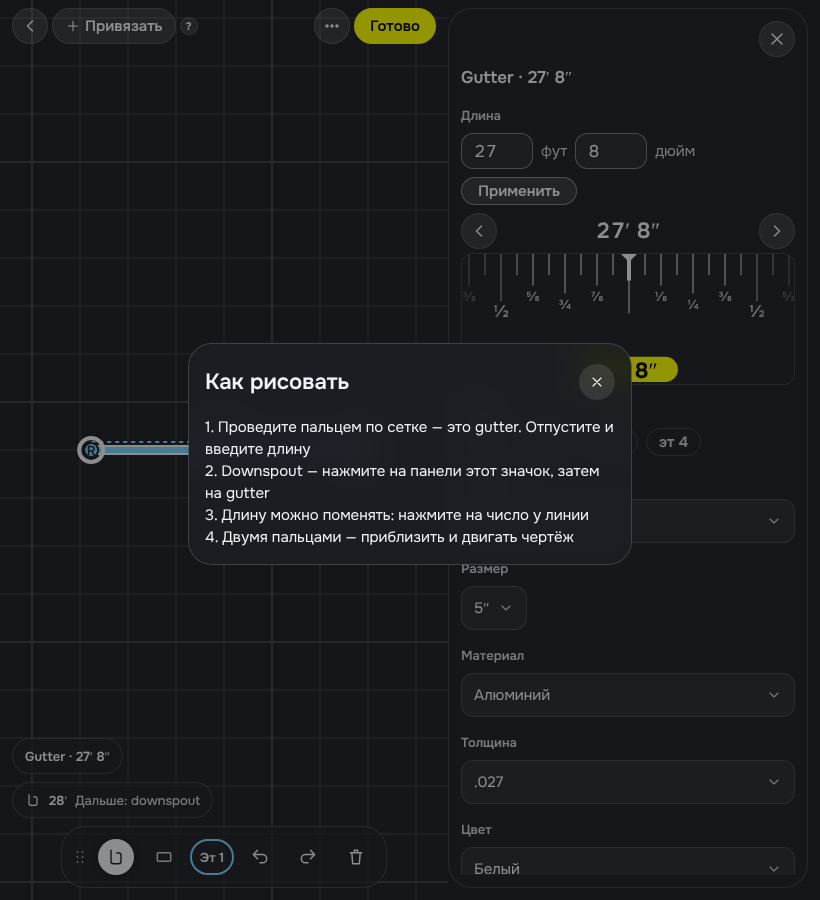 Привязать
?
Готово
Gutter · 27′ 8″
Длина
27 фут 8 дюйм
Применить
27′ 8″
⅜ ½ ⅝ ¾ ⅞ ⅛ ¼ ⅜ ½ ⅝
8″
Как рисовать
1. Проведите пальцем по сетке — это gutter. Отпустите и
введите длину
2. Downspout — нажмите на панели этот значок, затем
на gutter
3. Длину можно поменять: нажмите на число у линии
4. Двумя пальцами — приблизить и двигать чертёж
эт 4
R
Размер
5″
Материал
Алюминий
Толщина
.027
Цвет
Белый
Gutter · 27′ 8″
28′ Дальше: downspout
Эт 1